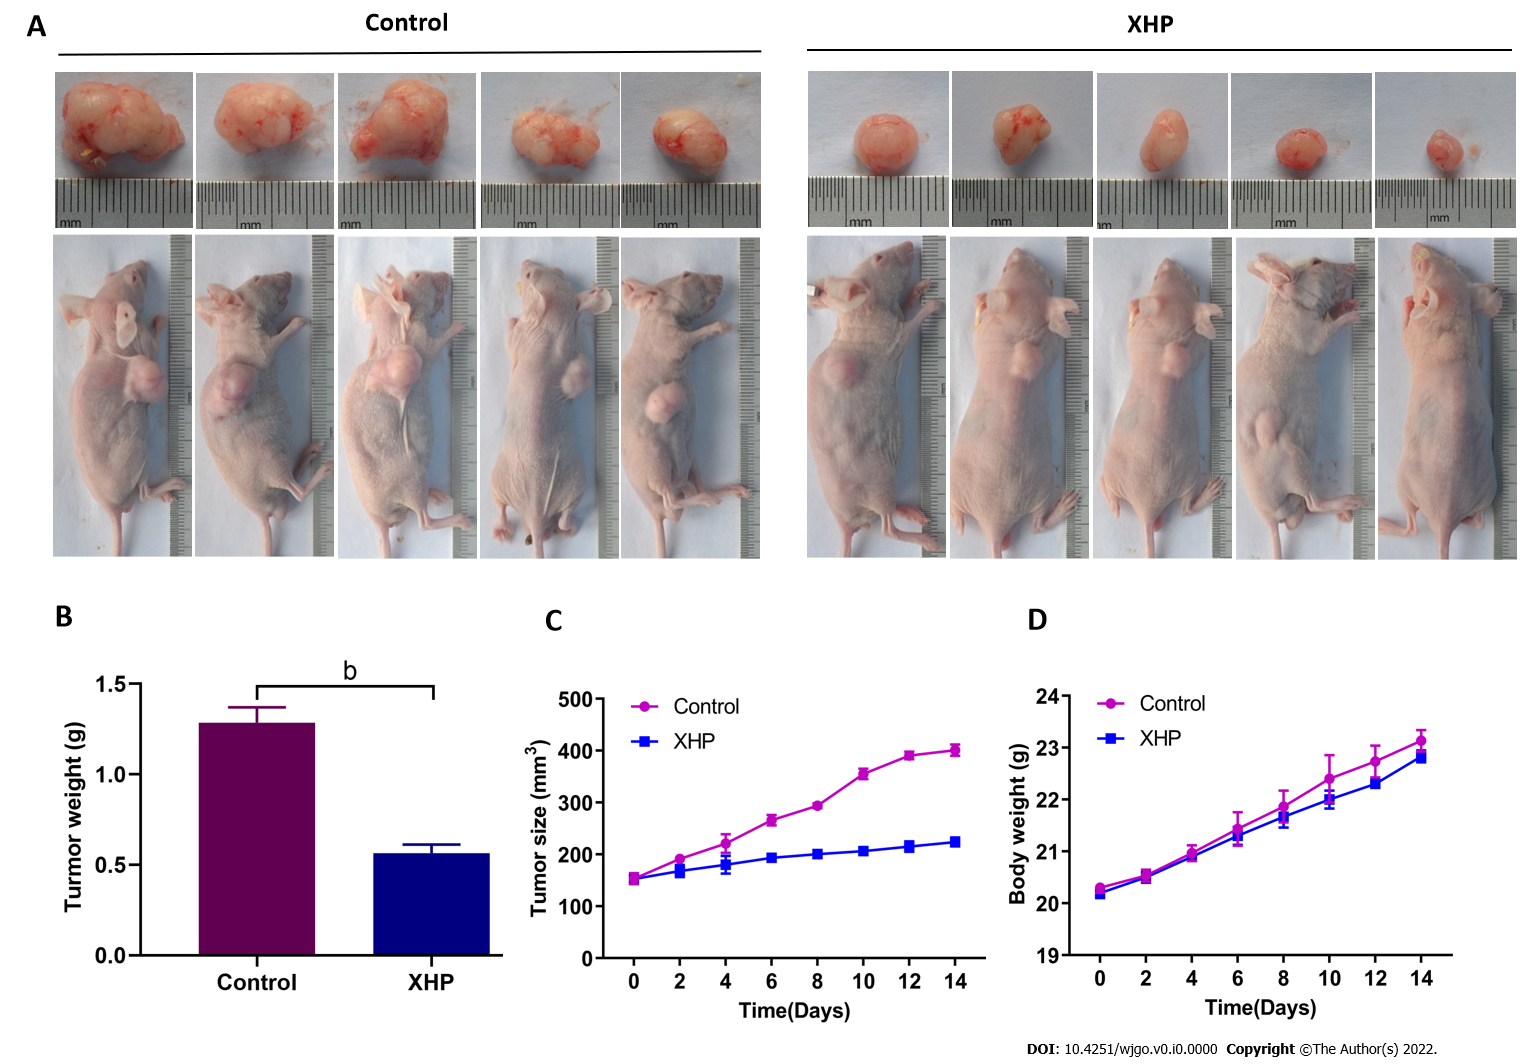 A
Control
XHP
mm
mm
mm
mm
mm
mm
mm
mm
mm
mm
B
C
D
b
1.5
1.0
0.5
0.0
Turmor weight (g)
Control
XHP
Control
XHP
500
400
300
200
100
0
Tumor size (mm3)
0 2 4 6 8 10 12 14
Time(Days)
Control
XHP
24
23
22
21
20
19
Body weight (g)
0 2 4 6 8 10 12 14
Time(Days)
DOI: 10.4251/wjgo.v0.i0.0000 Copyright ©The Author(s) 2022.